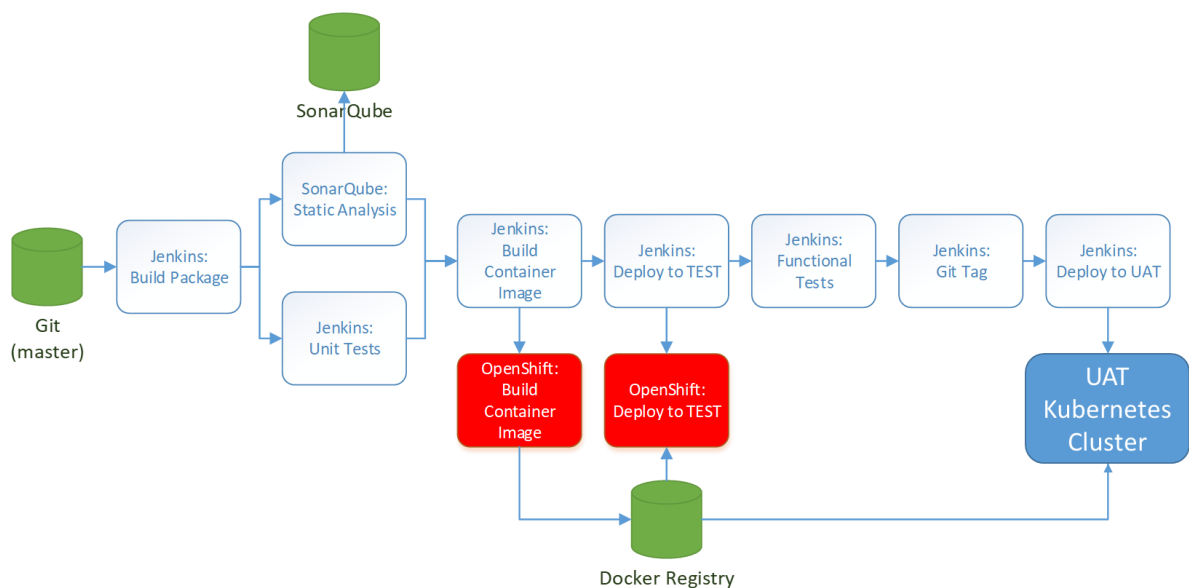 SonarQube
SonarQube:
Static Analysis
Git
(master)
Jenkins:
Build Package
Jenkins:
Unit Tests
Jenkins:
Build
Container
Image
Jenkins:
Deploy to TEST
Jenkins:
Functional
Tests
Jenkins:
Git Tag
Jenkins:
Deploy to UAT
OpenShift:
Build
Container
Image
OpenShift:
Deploy to TEST
UAT
Kubernetes
Cluster
Docker Registry